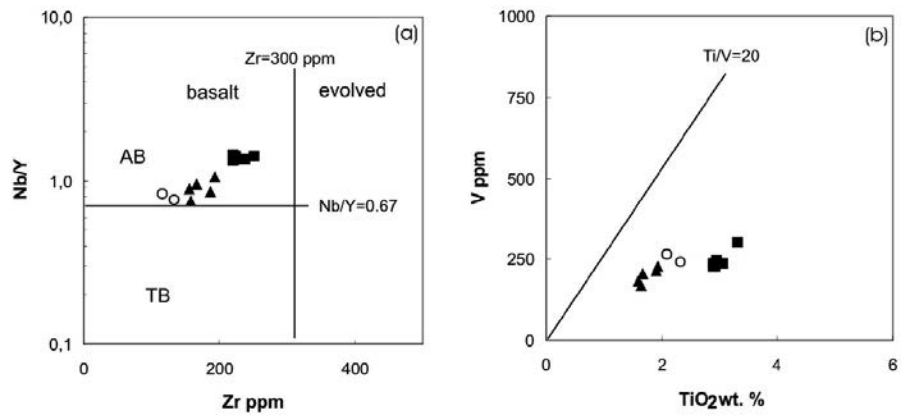 (a)
10,0
1,0
0,1
Nb/Y
Zr=300 ppm
basalt
evolved
AB
Nb/Y=0.67
TB
0
200
400
Zr ppm
(b)
1000
750
500
250
0
V ppm
Ti/V=20
0
2
4
6
TiO2wt. %